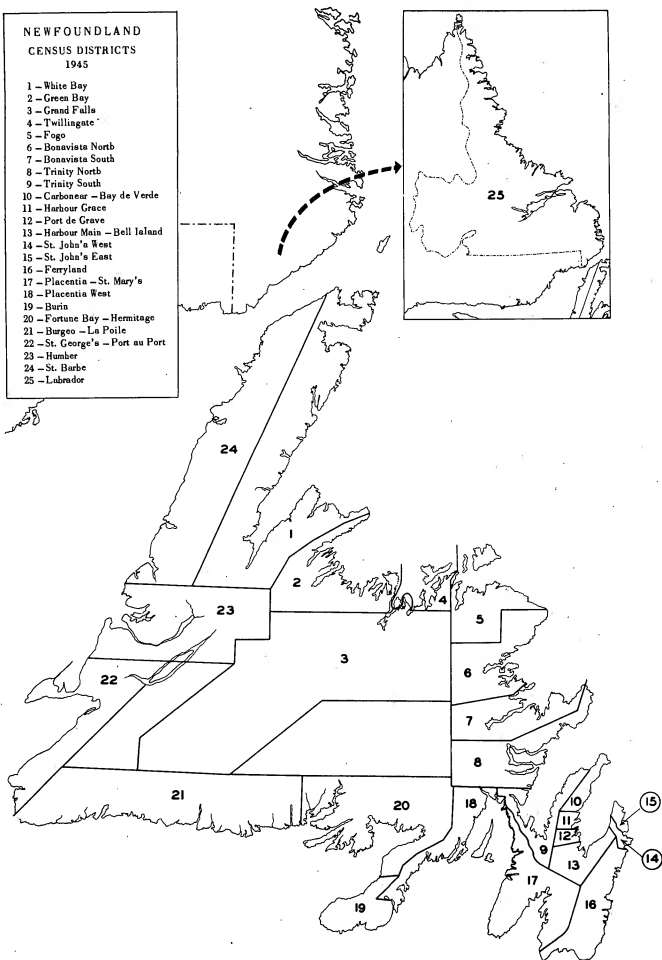 NEWFOUNDLAND
CENSUS DISTRICTS
1945
1 – White Bay
2 – Green Bay
3 – Grand Falls
4 – Twillingate
5 – Fogo
6 – Bonavista North
7 – Bonavista South
8 – Trinity North
9 – Trinity South
10 – Carbonear – Bay de Verde
11 – Harbour Grace
12 – Port de Grave
13 – Harbour Main – Bell Island
14 – St. John's West
15 – St. John's East
16 – Ferryland
17 – Placentia – St. Mary's
18 – Placentia West
19 – Burin
20 – Fortune Bay – Hermitage
21 – Burgeo – La Poile
22 – St. George's – Port au Port
23 – Humber
24 – St. Barbe
25 – Labrador
25
24
1
2
4
23
5
3
6
22
7
8
21
20
18
10
15
11
12
9
13
14
17
16
19